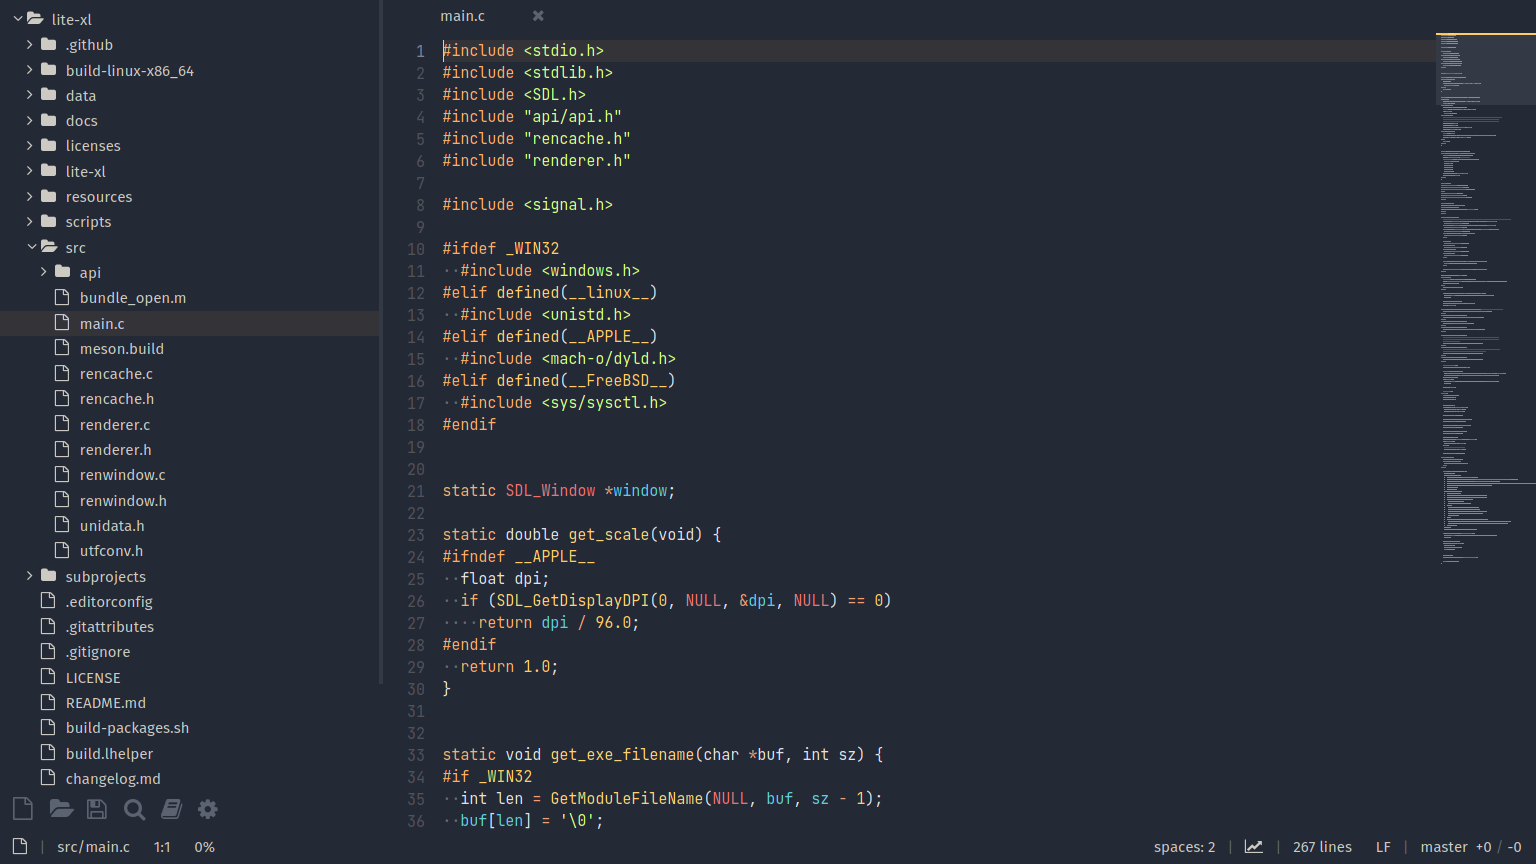 lite-xl
.github
build-linux-x86_64
data
docs
licenses
lite-xl
resources
scripts
src
api
bundle_open.m
main.c
meson.build
rencache.c
rencache.h
renderer.c
renderer.h
renwindow.c
renwindow.h
unidata.h
utfconv.h
subprojects
.editorconfig
.gitattributes
.gitignore
LICENSE
README.md
build-packages.sh
build.lhelper
changelog.md
main.c
1 #include <stdio.h>
2 #include <stdlib.h>
3 #include <SDL.h>
4 #include "api/api.h"
5 #include "rencache.h"
6 #include "renderer.h"
7
8 #include <signal.h>
9
10 #ifdef _WIN32
11 ··#include <windows.h>
12 #elif defined(__linux__)
13 ··#include <unistd.h>
14 #elif defined(__APPLE__)
15 ··#include <mach-o/dyld.h>
16 #elif defined(__FreeBSD__)
17 ··#include <sys/sysctl.h>
18 #endif
19
20
21 static SDL_Window *window;
22
23 static double get_scale(void) {
24 #ifndef __APPLE__
25 ··float dpi;
26 ··if (SDL_GetDisplayDPI(0, NULL, &dpi, NULL) == 0)
27 ····return dpi / 96.0;
28 #endif
29 ··return 1.0;
30 }
31
32
33 static void get_exe_filename(char *buf, int sz) {
34 #if _WIN32
35 ··int len = GetModuleFileName(NULL, buf, sz - 1);
36 ··buf[len] = '\0';
src/main.c 1:1 0% spaces: 2 267 lines LF master +0 / -0